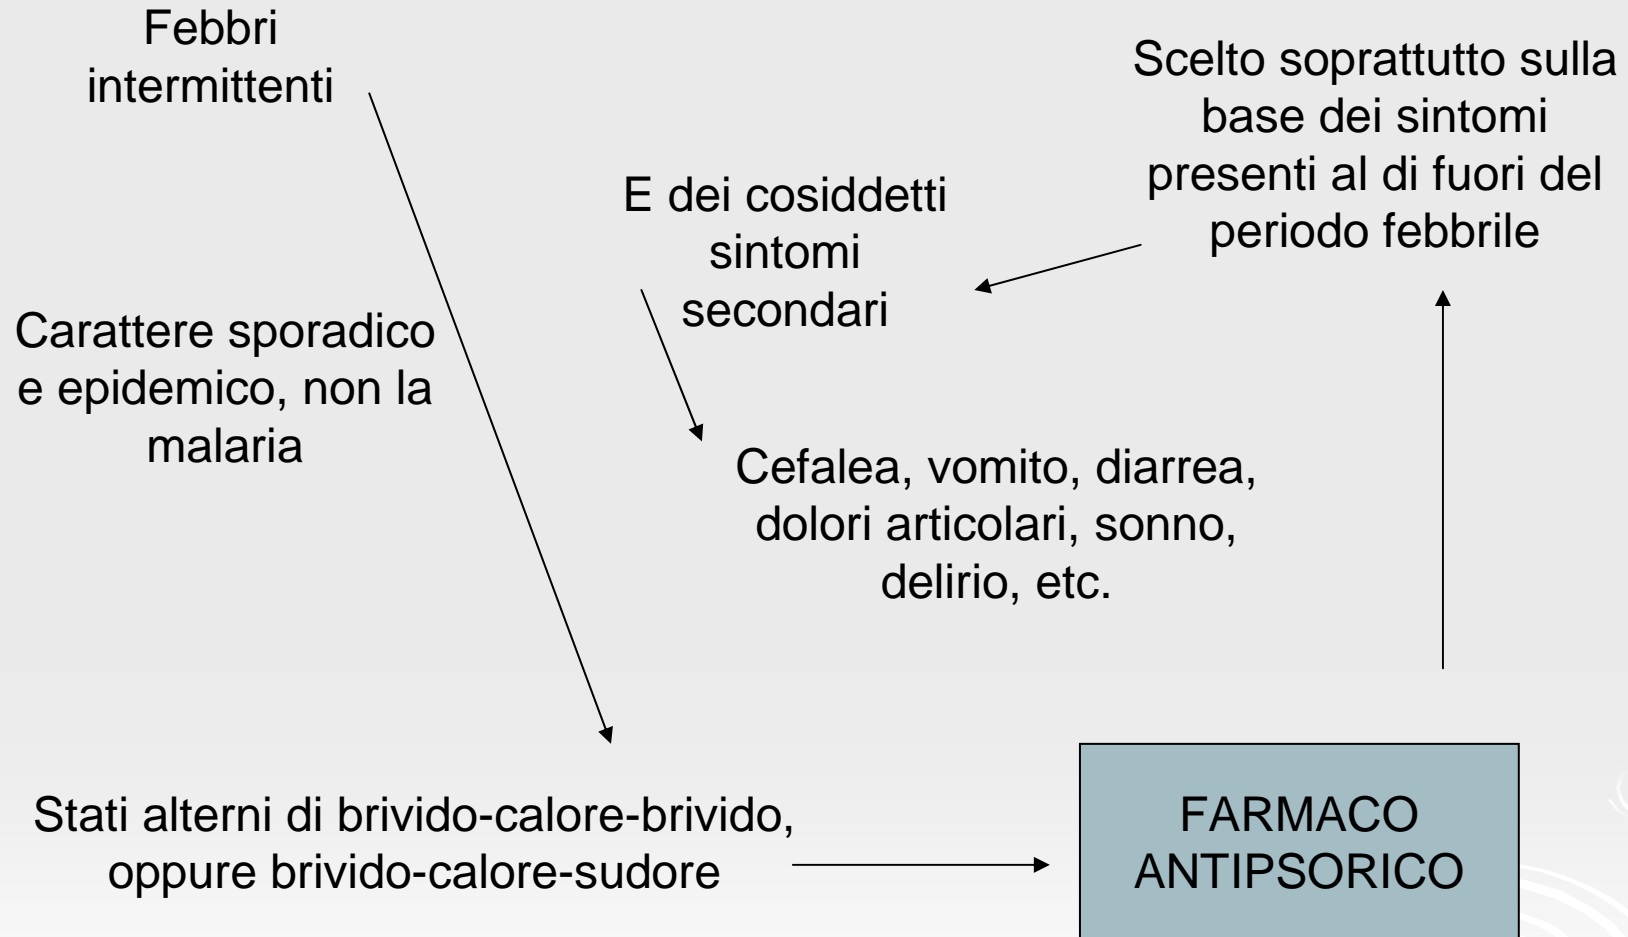 Febbri
intermittenti
Scelto soprattutto sulla
base dei sintomi
presenti al di fuori del
periodo febbrile
E dei cosiddetti
sintomi
secondari
Carattere sporadico
e epidemico, non la
malaria
Cefalea, vomito, diarrea,
dolori articolari, sonno,
delirio, etc.
Stati alterni di brivido-calore-brivido,
oppure brivido-calore-sudore
FARMACO
ANTIPSORICO